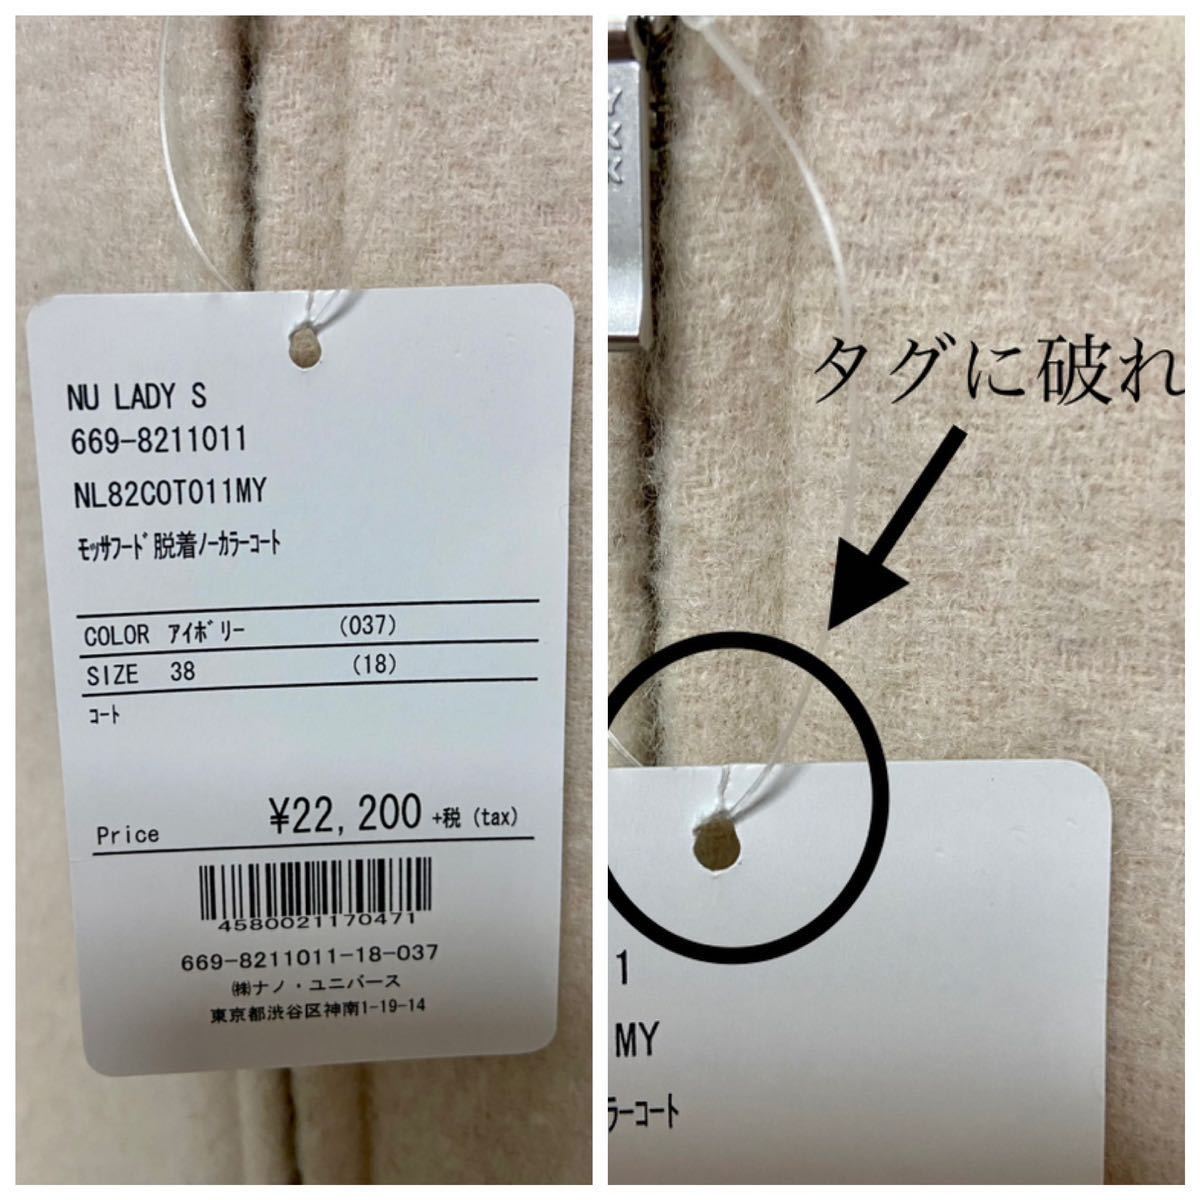 NU LADY S
669-8211011
NL82COT011MY
ﾓｯｻﾌｰﾄﾞ脱着ﾉｰｶﾗｰｺｰﾄ
COLOR ｱｲﾎﾞﾘｰ (037)
SIZE 38 (18)
ｺｰﾄ
Price ¥22,200 +税(tax)
4580021170471
669-8211011-18-037
㈱ナノ・ユニバース
東京都渋谷区神南1-19-14
YKK
タグに破れ
1
MY
ﾗｰｺｰﾄ